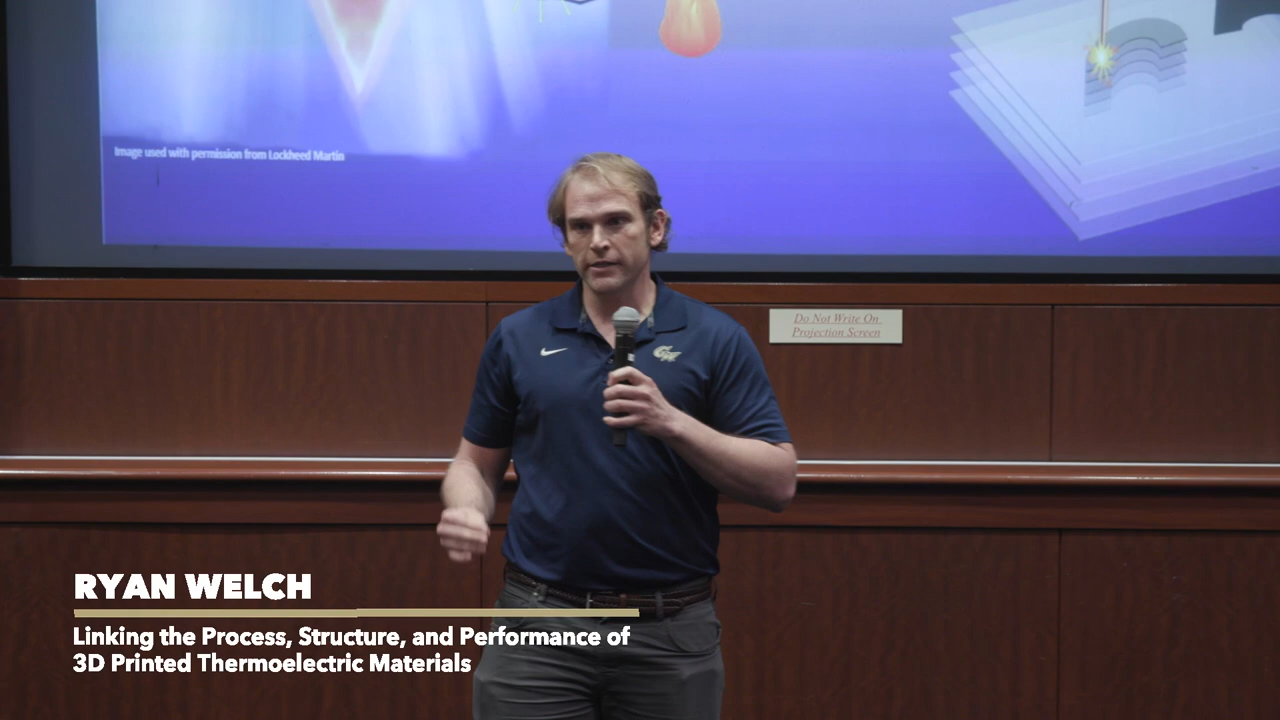 Image used with permission from Lockheed Martin
Do Not Write On
Projection Screen
GW
RYAN WELCH
Linking the Process, Structure, and Performance of
3D Printed Thermoelectric Materials